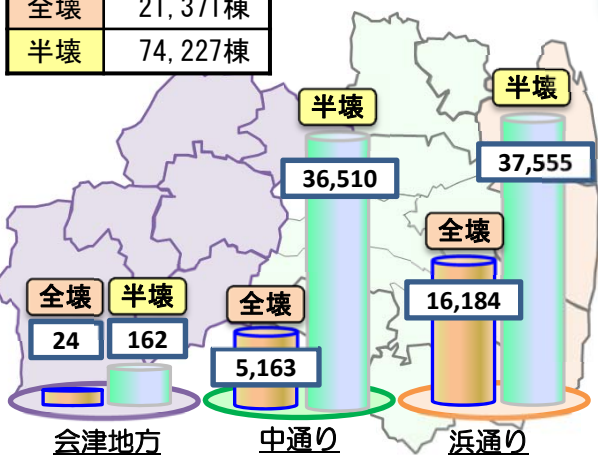 全壊 21,371棟
半壊 74,227棟
半壊
37,555
半壊
36,510
全壊
16,184
全壊
24
半壊
162
全壊
5,163
会津地方
中通り
浜通り